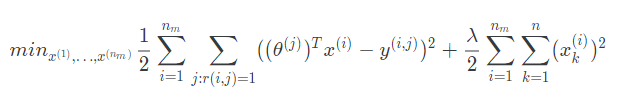 min_{x^{(1)},...,x^{(n_m)}} \frac{1}{2} \sum_{i=1}^{n_m} \sum_{j:r(i,j)=1} ((\theta^{(j)})^T x^{(i)} - y^{(i,j)})^2 + \frac{\lambda}{2} \sum_{i=1}^{n_m} \sum_{k=1}^{n} (x_k^{(i)})^2